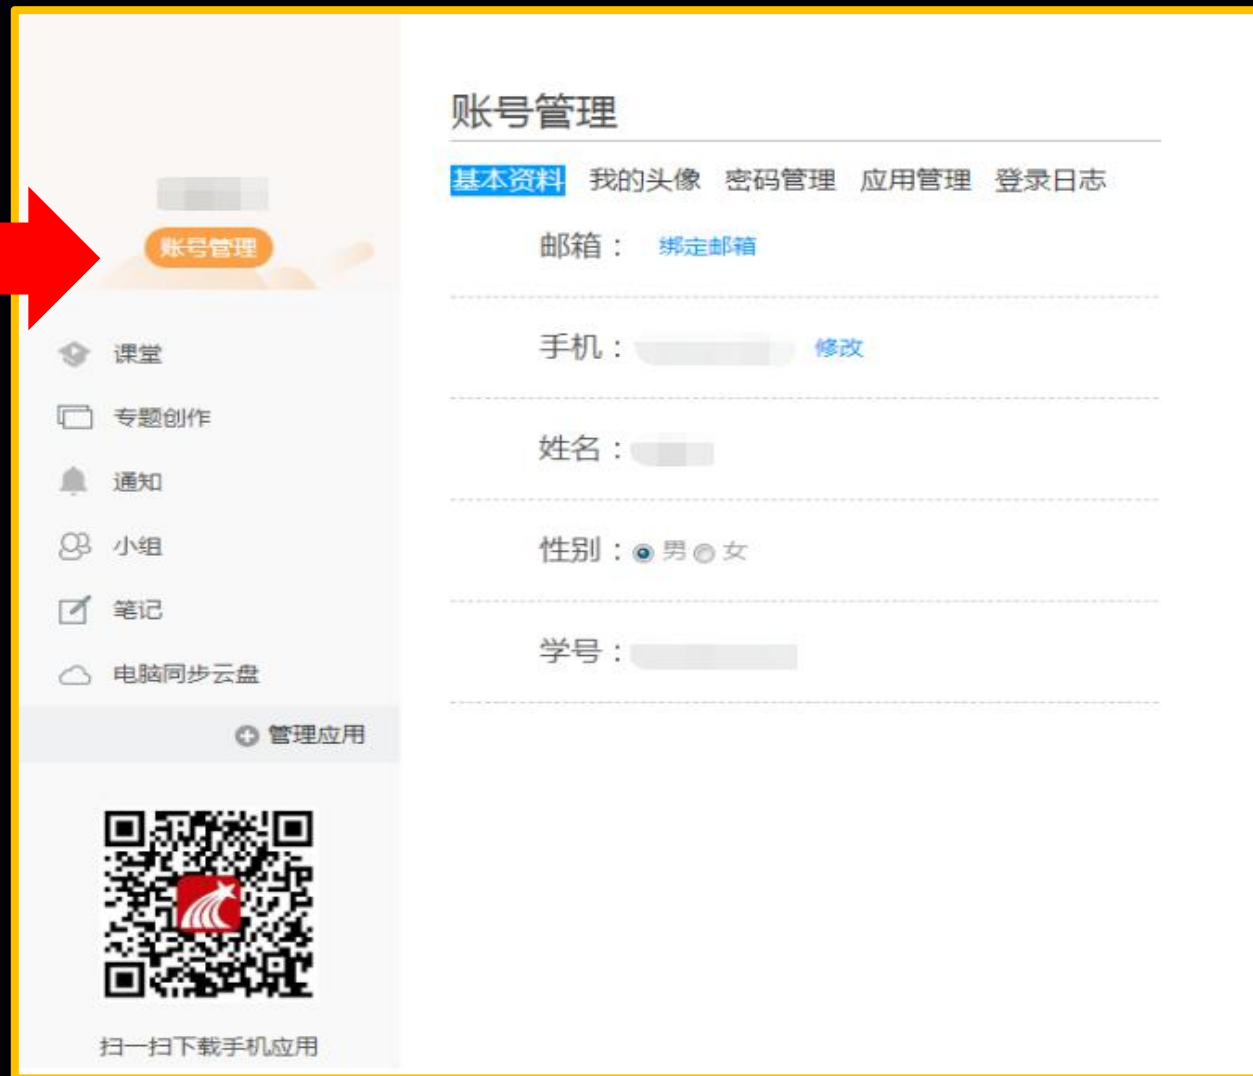 账号管理
课堂
专题创作
通知
小组
笔记
电脑同步云盘
管理应用
扫一扫下载手机应用
账号管理
基本资料 我的头像 密码管理 应用管理 登录日志
邮箱： 绑定邮箱
手机： 修改
姓名：
性别： 男 女
学号：